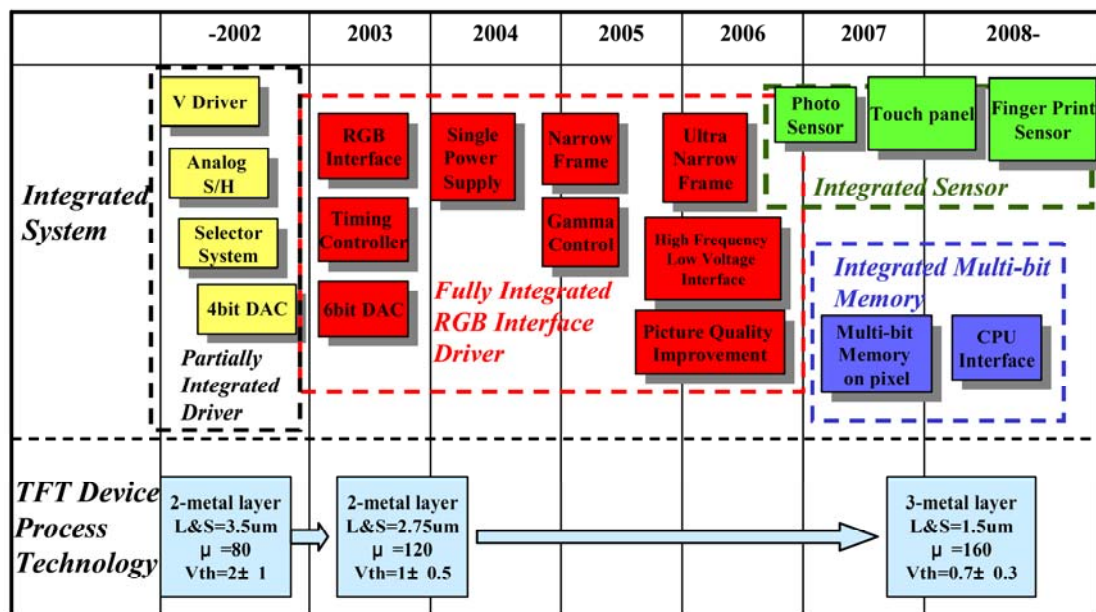 -2002
2003
2004
2005
2006
2007
2008-
Integrated
System
V Driver
Analog
S/H
Selector
System
4bit DAC
Partially
Integrated
Driver
RGB
Interface
Timing
Controller
6bit DAC
Single
Power
Supply
Fully Integrated
RGB Interface
Driver
Narrow
Frame
Gamma
Control
Ultra
Narrow
Frame
High Frequency
Low Voltage
Interface
Picture Quality
Improvement
Photo
Sensor
Touch panel
Finger Print
Sensor
Integrated Sensor
Integrated Multi-bit
Memory
Multi-bit
Memory
on pixel
CPU
Interface
TFT Device
Process
Technology
2-metal layer
L&S=3.5um
μ =80
Vth=2± 1
2-metal layer
L&S=2.75um
μ =120
Vth=1± 0.5
3-metal layer
L&S=1.5um
μ =160
Vth=0.7± 0.3